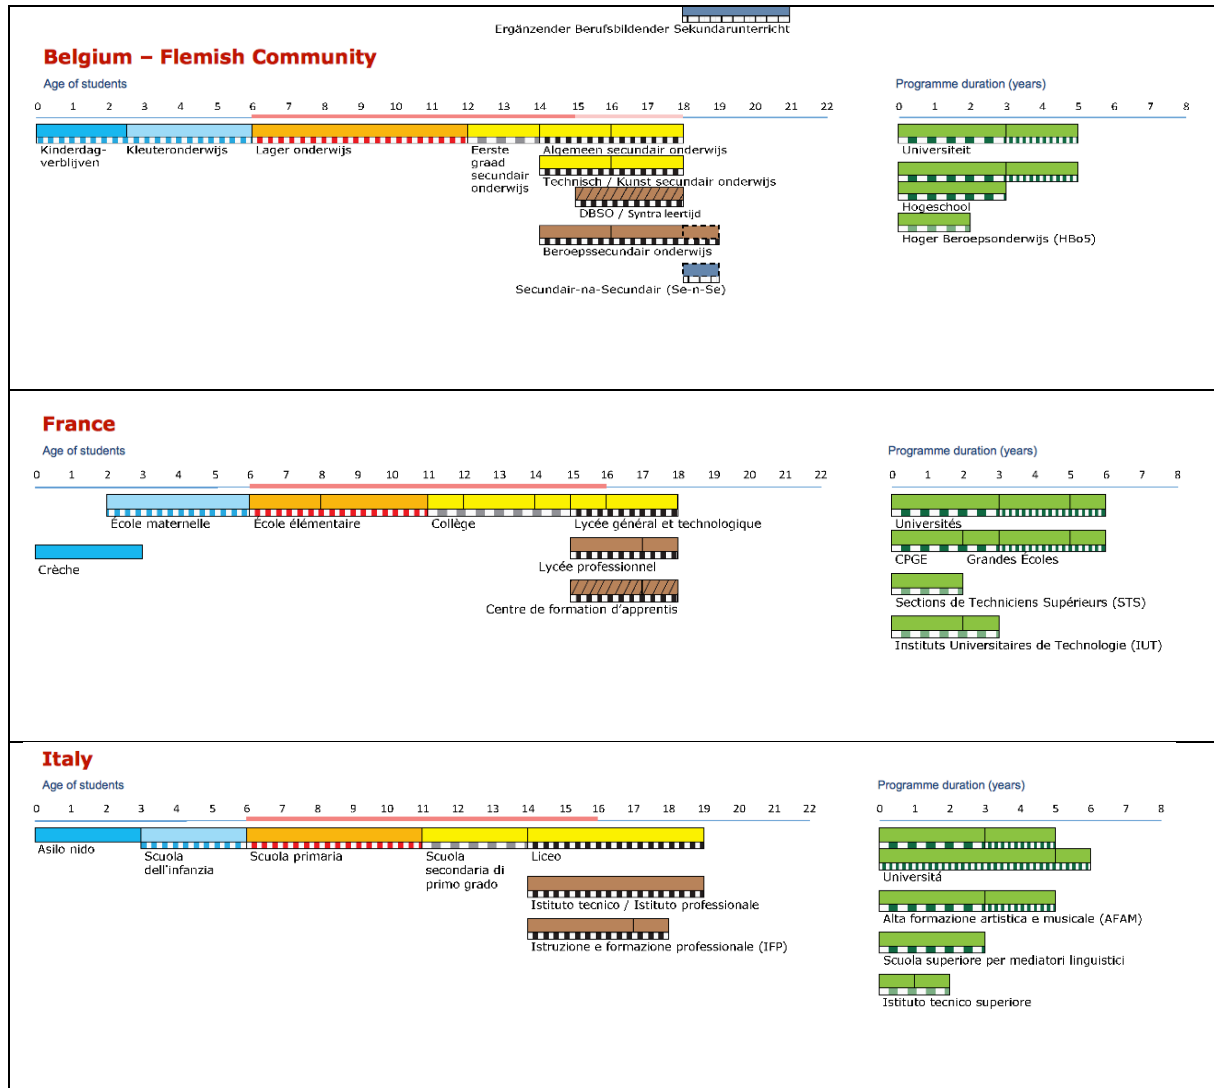 Ergänzender Berufsbildender Sekundarunterricht
Belgium – Flemish Community
Age of students
Programme duration (years)
0 1 2 3 4 5 6 7 8 9 10 11 12 13 14 15 16 17 18 19 20 21 22
0 1 2 3 4 5 6 7 8
Kinderdag-
verblijven
Kleuteronderwijs
Lager onderwijs
Eerste
graad
secundair
onderwijs
Algemeen secundair onderwijs
Technisch / Kunst secundair onderwijs
DBSO / Syntra leertijd
Beroepssecundair onderwijs
Secundair-na-Secundair (Se-n-Se)
Universiteit
Hogeschool
Hoger Beroepsonderwijs (HBo5)
France
Age of students
Programme duration (years)
0 1 2 3 4 5 6 7 8 9 10 11 12 13 14 15 16 17 18 19 20 21 22
0 1 2 3 4 5 6 7 8
École maternelle
École élémentaire
Collège
Lycée général et technologique
Crèche
Lycée professionnel
Centre de formation d'apprentis
Universités
CPGE
Grandes Écoles
Sections de Techniciens Supérieurs (STS)
Instituts Universitaires de Technologie (IUT)
Italy
Age of students
Programme duration (years)
0 1 2 3 4 5 6 7 8 9 10 11 12 13 14 15 16 17 18 19 20 21 22
0 1 2 3 4 5 6 7 8
Asilo nido
Scuola
dell'infanzia
Scuola primaria
Scuola
secondaria di
primo grado
Liceo
Istituto tecnico / Istituto professionale
Istruzione e formazione professionale (IFP)
Universitá
Alta formazione artistica e musicale (AFAM)
Scuola superiore per mediatori linguistici
Istituto tecnico superiore